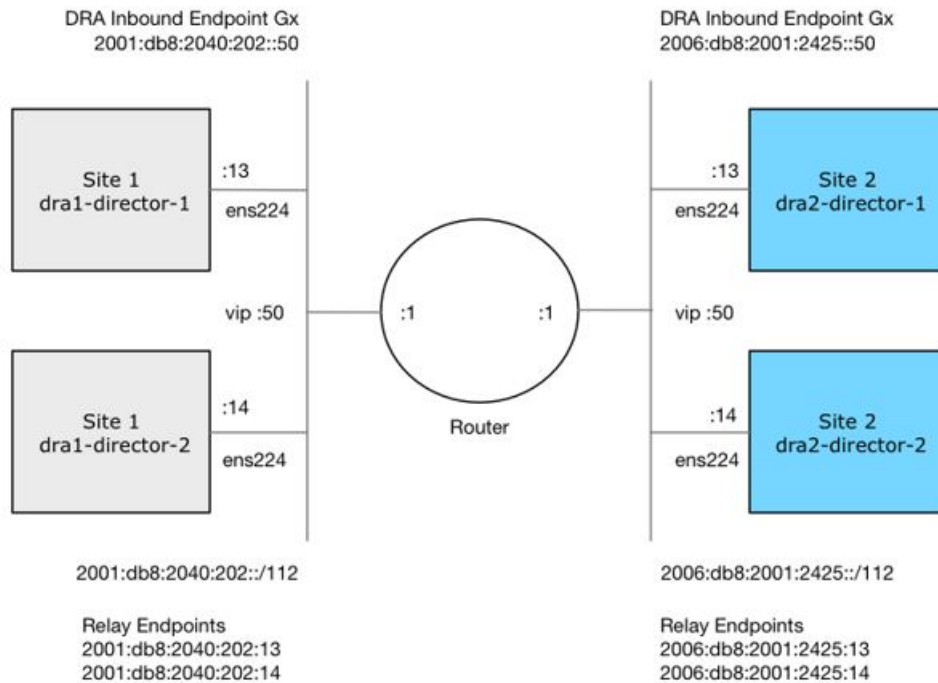 DRA Inbound Endpoint Gx
2001:db8:2040:202::50
DRA Inbound Endpoint Gx
2006:db8:2001:2425::50
Site 1
dra1-director-1
:13
ens224
:13
ens224
Site 2
dra2-director-1
vip :50
:1
:1
vip :50
Router
Site 1
dra1-director-2
:14
ens224
:14
ens224
Site 2
dra2-director-2
2001:db8:2040:202::/112
2006:db8:2001:2425::/112
Relay Endpoints
2001:db8:2040:202:13
2001:db8:2040:202:14
Relay Endpoints
2006:db8:2001:2425:13
2006:db8:2001:2425:14